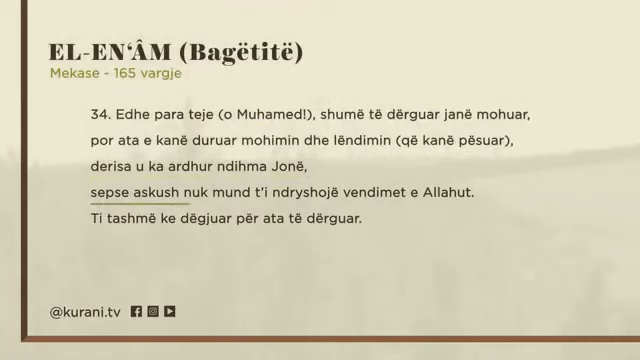 EL-EN‘ÂM (Bagëtitë)
Mekase - 165 vargje
34. Edhe para teje (o Muhamed!), shumë të dërguar janë mohuar,
por ata e kanë duruar mohimin dhe lëndimin (që kanë pësuar),
derisa u ka ardhur ndihma Jonë,
sepse askush nuk mund t’i ndryshojë vendimet e Allahut.
Ti tashmë ke dëgjuar për ata të dërguar.
@kurani.tv